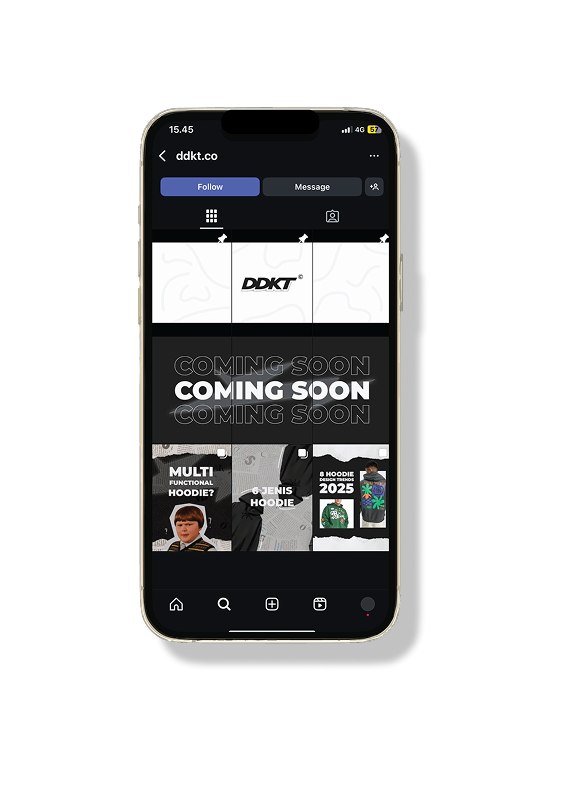 15.45
4G
57
ddkt.co
Follow
Message
DDKT©
COMING SOON
COMING SOON
COMING SOON
MULTI
FUNCTIONAL
HOODIE?
6 JENIS
HOODIE
8 HOODIE
DESIGN TRENDS
2025